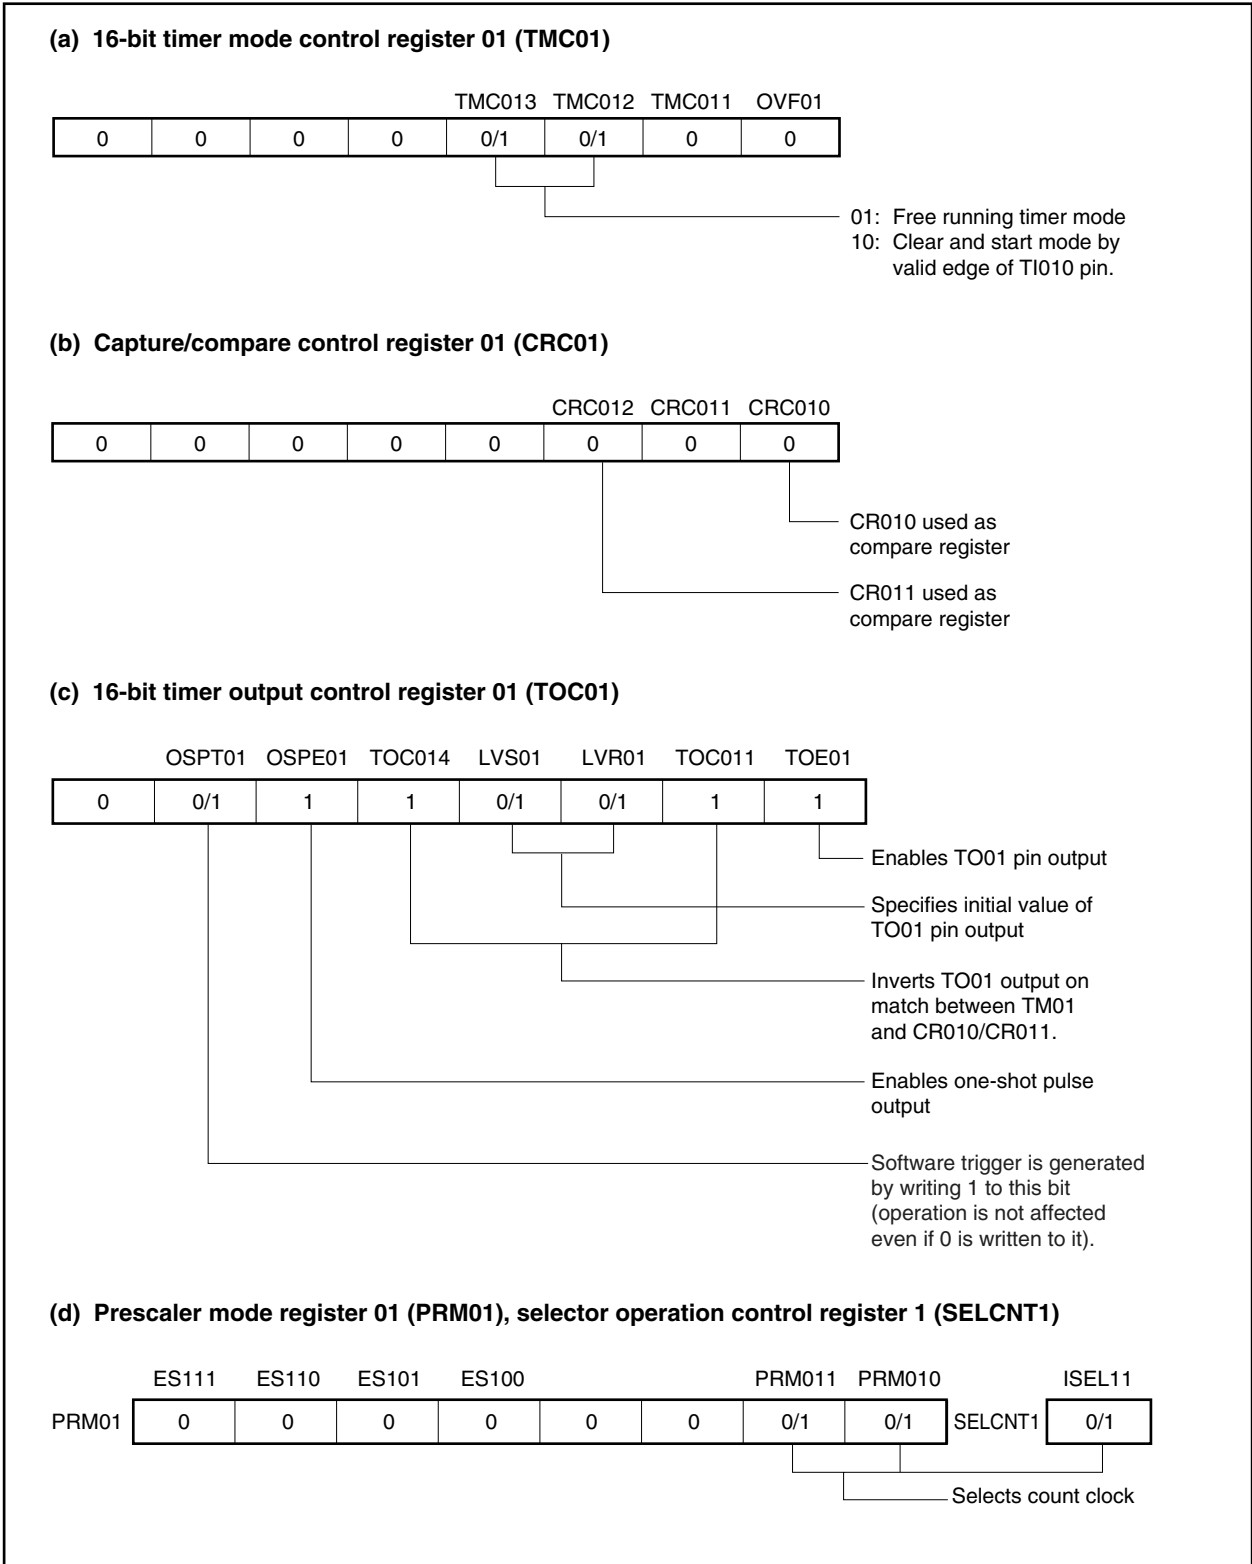 (a) 16-bit timer mode control register 01 (TMC01)
TMC013 TMC012 TMC011 OVF01
0 0 0 0 0/1 0/1 0 0
01: Free running timer mode
10: Clear and start mode by
valid edge of TI010 pin.
(b) Capture/compare control register 01 (CRC01)
CRC012 CRC011 CRC010
0 0 0 0 0 0 0 0
CR010 used as
compare register
CR011 used as
compare register
(c) 16-bit timer output control register 01 (TOC01)
OSPT01 OSPE01 TOC014 LVS01 LVR01 TOC011 TOE01
0 0/1 1 1 0/1 0/1 1 1
Enables TO01 pin output
Specifies initial value of
TO01 pin output
Inverts TO01 output on
match between TM01
and CR010/CR011.
Enables one-shot pulse
output
Software trigger is generated
by writing 1 to this bit
(operation is not affected
even if 0 is written to it).
(d) Prescaler mode register 01 (PRM01), selector operation control register 1 (SELCNT1)
ES111 ES110 ES101 ES100 PRM011 PRM010 ISEL11
PRM01 0 0 0 0 0 0 0/1 0/1 SELCNT1 0/1
Selects count clock